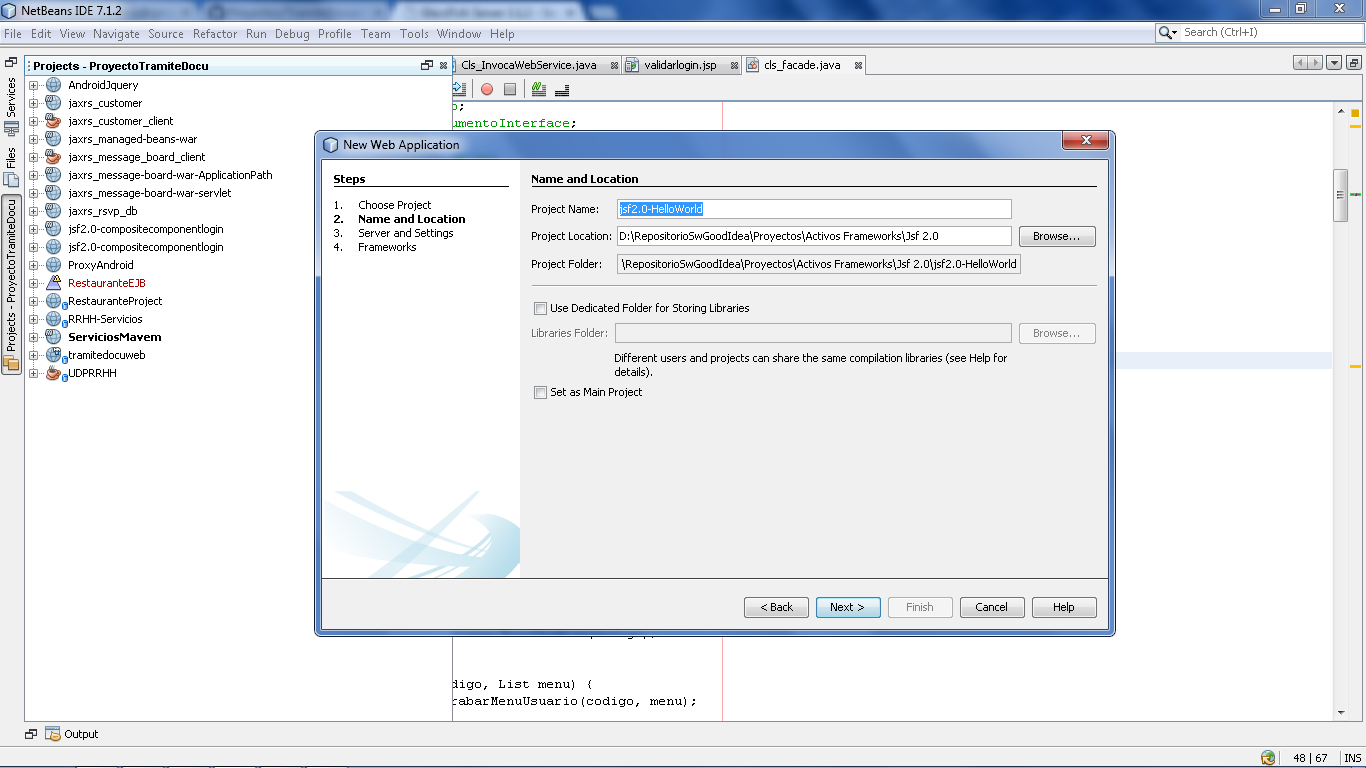 NetBeans IDE 7.1.2
File Edit View Navigate Source Refactor Run Debug Profile Team Tools Window Help
Search (Ctrl+I)
Projects - ProyectoTramiteDocu
Cls_InvocaWebService.java validarlogin.jsp cls_facade.java
Services
Files
Projects - ProyectoTramiteDocu
AndroidJquery
jaxrs_customer
jaxrs_customer_client
jaxrs_managed-beans-war
jaxrs_message_board_client
jaxrs_message-board-war-ApplicationPath
jaxrs_message-board-war-servlet
jaxrs_rsvp_db
jsf2.0-compositecomponentlogin
jsf2.0-compositecomponentlogin
ProxyAndroid
RestauranteEJB
RestauranteProject
RRHH-Servicios
ServiciosMavem
tramitedocuweb
UDPRRHH
umentoInterface;
New Web Application
Steps
1. Choose Project
2. Name and Location
3. Server and Settings
4. Frameworks
Name and Location
Project Name: jsf2.0-HelloWorld
Project Location: D:\RepositorioSwGoodIdea\Proyectos\Activos Frameworks\Jsf 2.0 Browse...
Project Folder: \RepositorioSwGoodIdea\Proyectos\Activos Frameworks\Jsf 2.0\jsf2.0-HelloWorld
Use Dedicated Folder for Storing Libraries
Libraries Folder: Browse...
Different users and projects can share the same compilation libraries (see Help for
details).
Set as Main Project
< Back Next > Finish Cancel Help
digo, List menu) {
rabarMenuUsuario(codigo, menu);
Output
48 | 67 INS